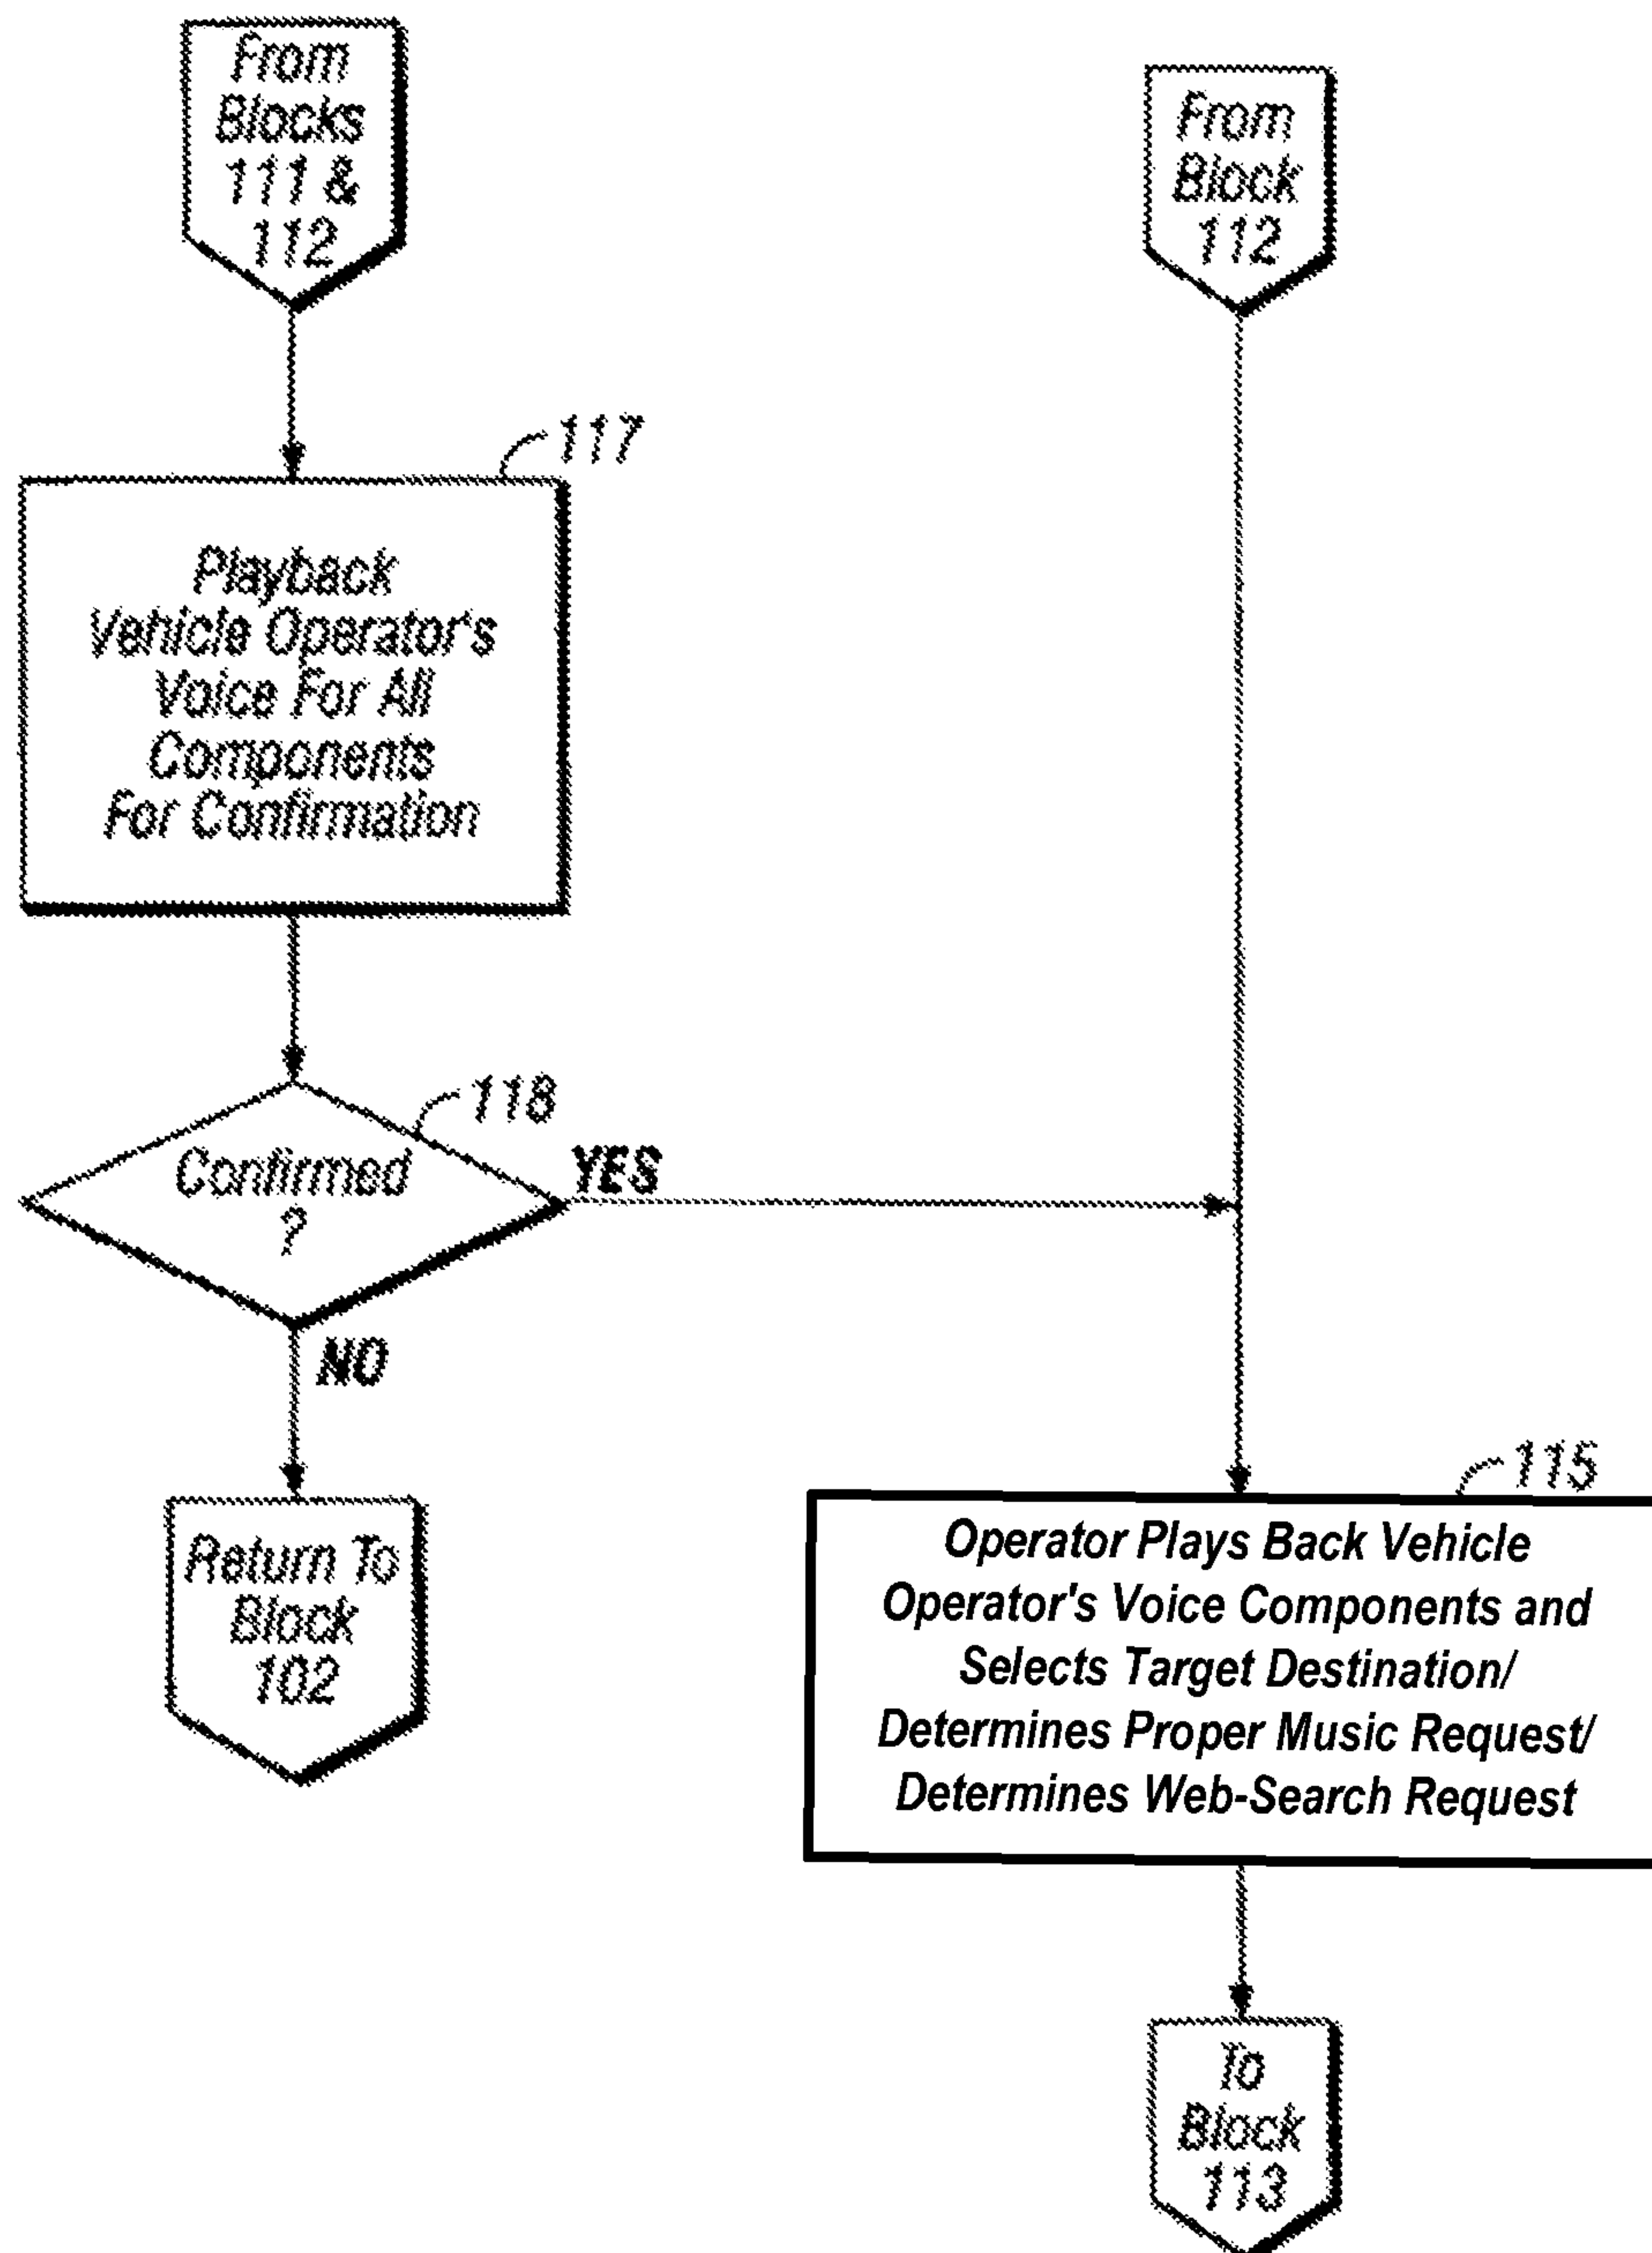 From
Blocks
111 &
112
From
Block
112
117
Playback
Vehicle Operator's
Voice For All
Components
For Confirmation
118
Confirmed
?
YES
NO
Return To
Block
102
115
Operator Plays Back Vehicle
Operator's Voice Components and
Selects Target Destination/
Determines Proper Music Request/
Determines Web-Search Request
To
Block
113